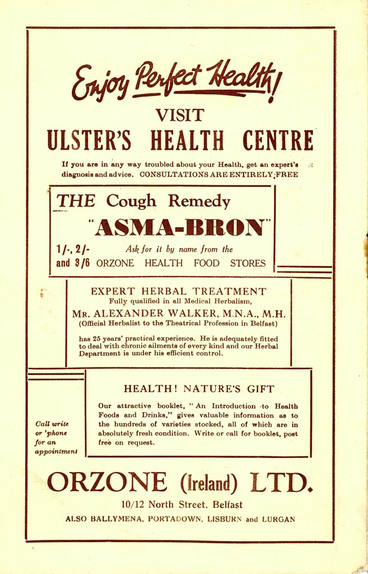 Enjoy Perfect Health!
VISIT
ULSTER'S HEALTH CENTRE
If you are in any way troubled about your Health, get an expert's
diagnosis and advice. CONSULTATIONS ARE ENTIRELY FREE
THE Cough Remedy
"ASMA-BRON"
1/-, 2/- Ask for it by name from the
and 3/6 ORZONE HEALTH FOOD STORES
EXPERT HERBAL TREATMENT
Fully qualified in all Medical Herbalism,
MR. ALEXANDER WALKER, M.N.A., M.H.
(Official Herbalist to the Theatrical Profession in Belfast)
has 25 years' practical experience. He is adequately fitted
to deal with chronic ailments of every kind and our Herbal
Department is under his efficient control.
HEALTH! NATURE'S GIFT
Our attractive booklet, "An Introduction to Health
Foods and Drinks," gives valuable information as to
the hundreds of varieties stocked, all of which are in
absolutely fresh condition. Write or call for booklet, post
free on request.
Call write
or 'phone
for an
appointment
ORZONE (Ireland) LTD.
10/12 North Street, Belfast
ALSO BALLYMENA, PORTADOWN, LISBURN and LURGAN